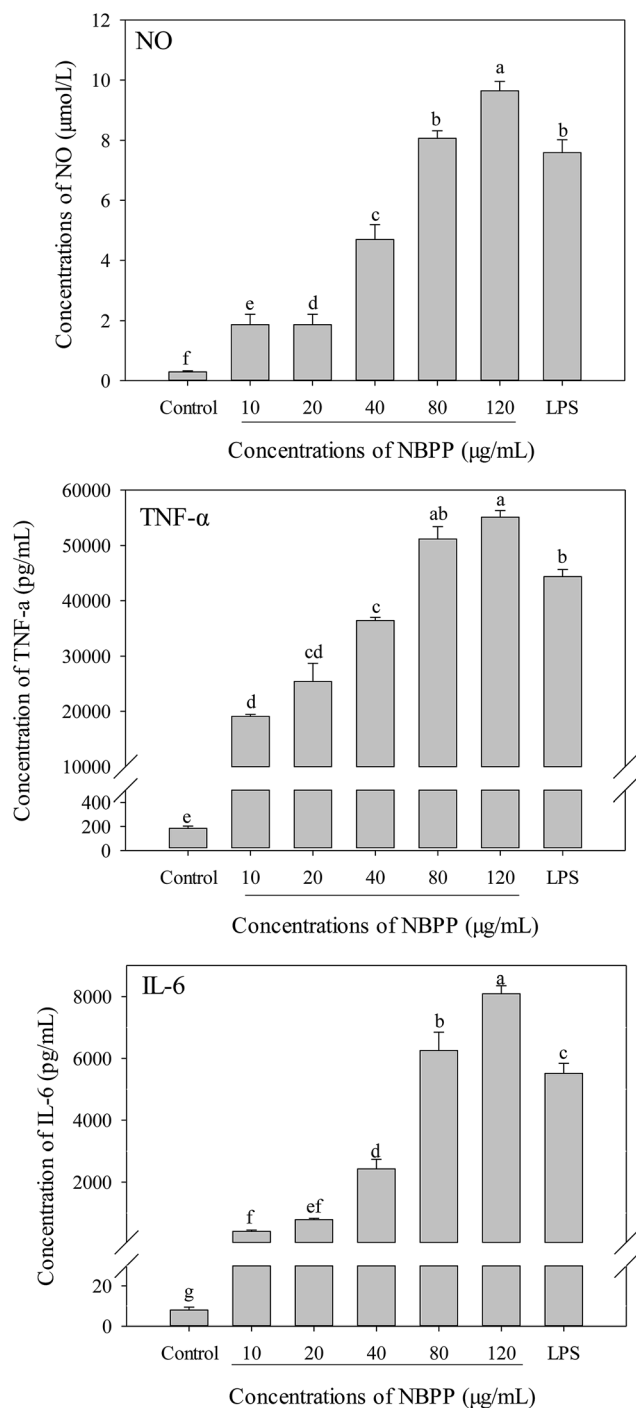 NO
Concentrations of NO (μmol/L)
12
10
8
6
4
2
0
f
e
d
c
b
a
b
Control 10 20 40 80 120 LPS
Concentrations of NBPP (μg/mL)
TNF-α
Concentration of TNF-a (pg/mL)
60000
50000
40000
30000
20000
10000
400
200
0
e
d
cd
c
ab
a
b
Control 10 20 40 80 120 LPS
Concentrations of NBPP (μg/mL)
IL-6
Concentration of IL-6 (pg/mL)
8000
6000
4000
2000
20
0
g
f
ef
d
b
a
c
Control 10 20 40 80 120 LPS
Concentrations of NBPP (μg/mL)